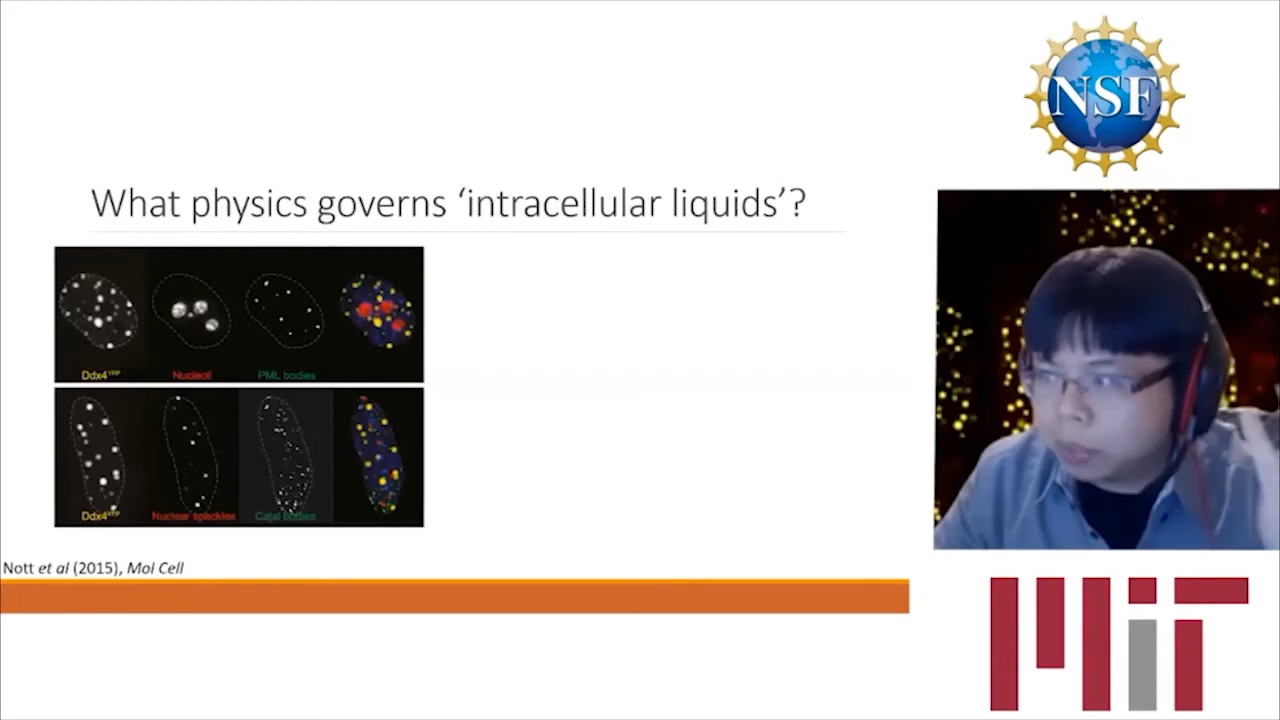 NSF
What physics governs ‘intracellular liquids’?
Ddx4YFP Nucleoli PML bodies
Ddx4YFP Nuclear speckles Cajal bodies
Nott et al (2015), Mol Cell
MIT